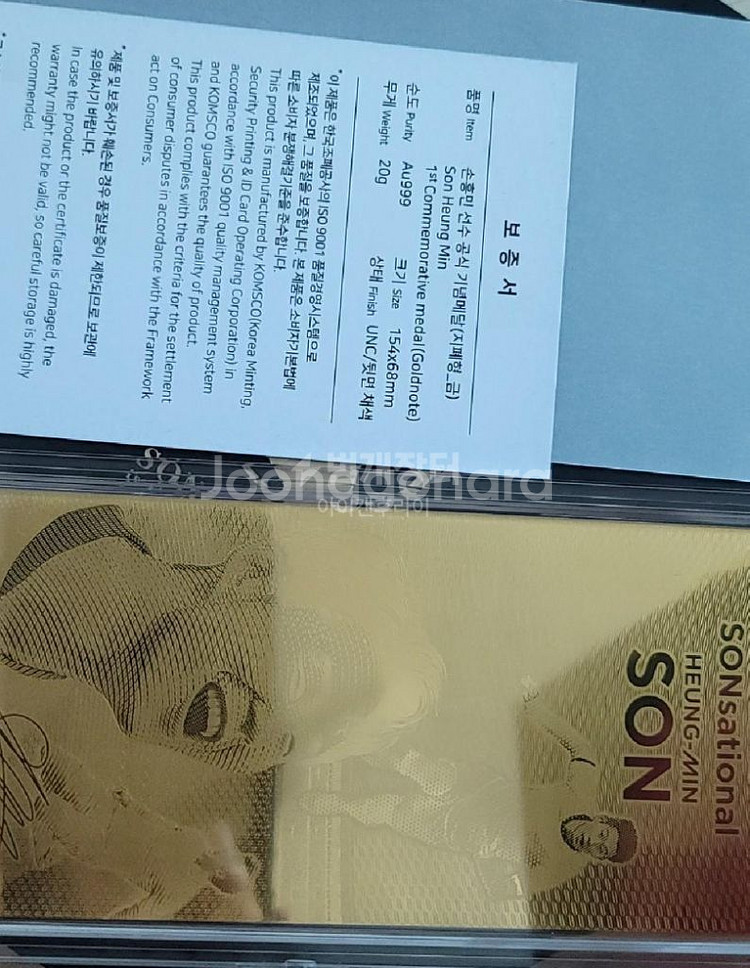 보증서
품명 Item 손흥민 선수 공식 기념메달(지폐형_금)
Son Heung Min
1st Commemorative medal(Goldnote)
순도 Purity Au999 크기 Size 154x68mm
무게 Weight 20g 상태 Finish UNC/뒷면 채색
*이 제품은 한국조폐공사의 ISO 9001 품질경영시스템으로
제조되었으며, 그 품질을 보증합니다. 본 제품은 소비자기본법에
따른 소비자분쟁해결기준을 준수합니다.
This product is manufactured by KOMSCO(Korea Minting,
Security Printing & ID Card Operating Corporation) in
accordance with ISO 9001 quality management system
and KOMSCO guarantees the quality of product.
This product complies with the criteria for the settlement
of consumer disputes in accordance with the Framework
act on Consumers.
*제품 및 보증서가 훼손된 경우 품질보증이 제한되므로 보관에
유의하시기 바랍니다.
In case the product or the certificate is damaged, the
warranty might not be valid, so careful storage is highly
recommended.
번개장터
Joonggonara
SONsational
HEUNG-MIN
SON
1